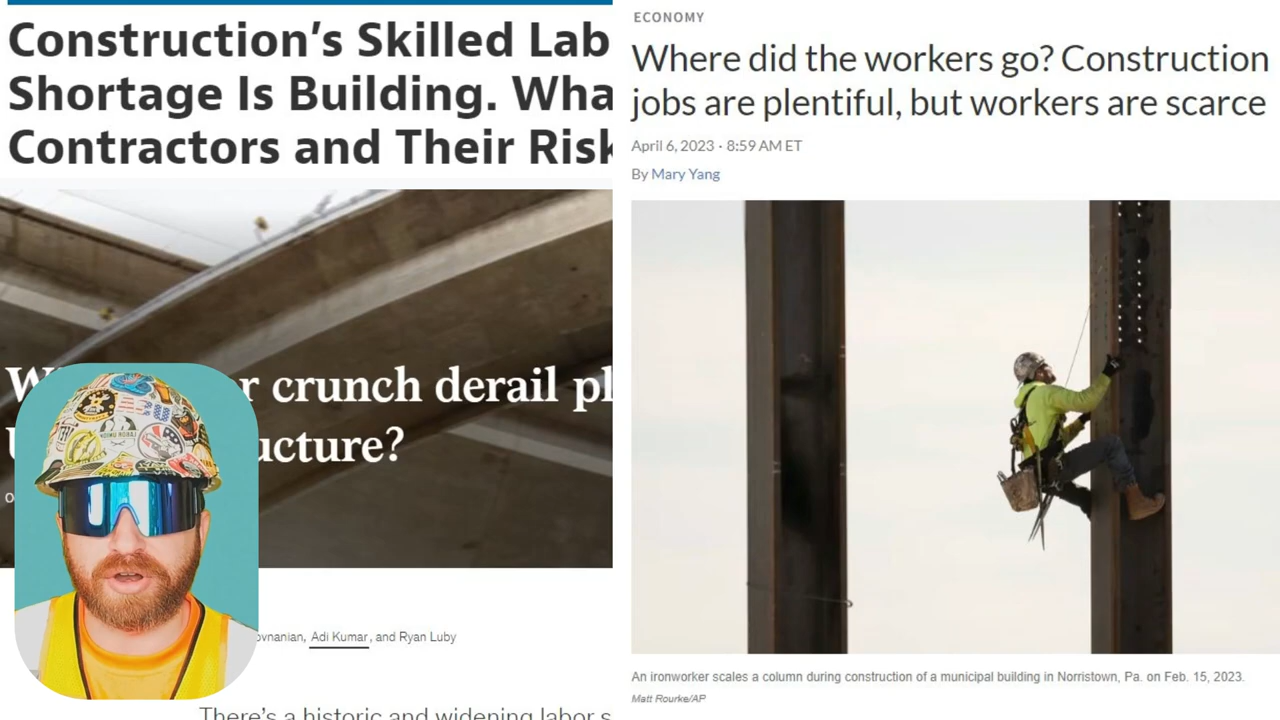 Construction’s Skilled Lab
Shortage Is Building. Wha
Contractors and Their Risk
W
r crunch derail pl
ucture?
o
ovnanian, Adi Kumar, and Ryan Luby
There’s a historic and widening labor s
ECONOMY
Where did the workers go? Construction
jobs are plentiful, but workers are scarce
April 6, 2023 · 8:59 AM ET
By Mary Yang
An ironworker scales a column during construction of a municipal building in Norristown, Pa. on Feb. 15, 2023.
Matt Rourke/AP